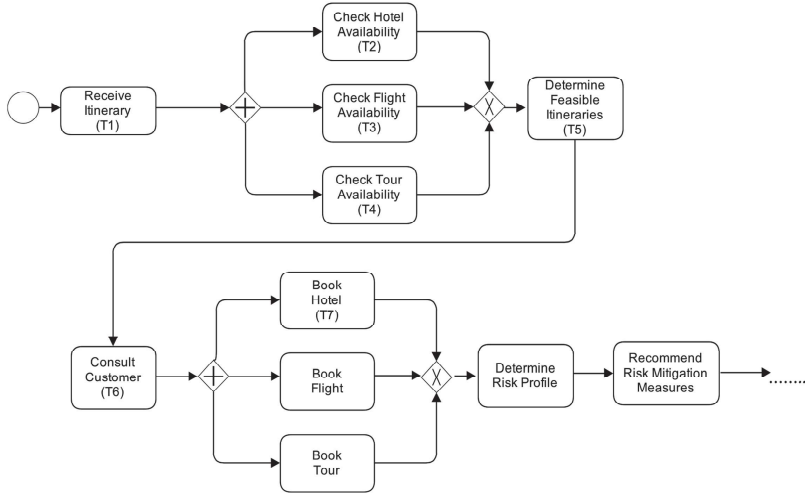 Receive
Itinerary
(T1)
Check Hotel
Availability
(T2)
Check Flight
Availability
(T3)
Check Tour
Availability
(T4)
Determine
Feasible
Itineraries
(T5)
Consult
Customer
(T6)
Book
Hotel
(T7)
Book
Flight
Book
Tour
Determine
Risk Profile
Recommend
Risk Mitigation
Measures
........